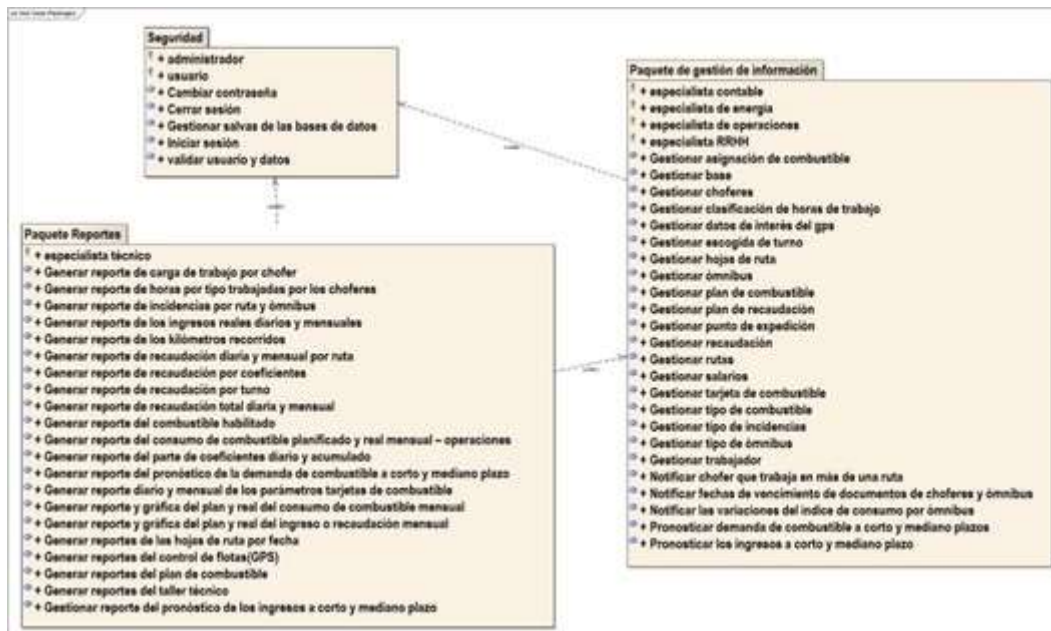 Seguridad
+ administrador
+ usuario
+ Cambiar contraseña
+ Cerrar sesión
+ Gestionar salvas de las bases de datos
+ Iniciar sesión
+ validar usuario y datos
Paquete Reportes
+ especialista técnico
+ Generar reporte de carga de trabajo por chofer
+ Generar reporte de horas por tipo trabajadas por los choferes
+ Generar reporte de incidencias por ruta y ómnibus
+ Generar reporte de los ingresos reales diarios y mensuales
+ Generar reporte de los kilómetros recorridos
+ Generar reporte de recaudación diaria y mensual por ruta
+ Generar reporte de recaudación por coeficientes
+ Generar reporte de recaudación por turno
+ Generar reporte de recaudación total diaria y mensual
+ Generar reporte del combustible habilitado
+ Generar reporte del consumo de combustible planificado y real mensual – operaciones
+ Generar reporte del parte de coeficientes diario y acumulado
+ Generar reporte del pronóstico de la demanda de combustible a corto y mediano plazo
+ Generar reporte diario y mensual de los parámetros tarjetas de combustible
+ Generar reporte y gráfica del plan y real del consumo de combustible mensual
+ Generar reporte y gráfica del plan y real del ingreso o recaudación mensual
+ Generar reportes de las hojas de ruta por fecha
+ Generar reportes del control de flotas(GPS)
+ Generar reportes del plan de combustible
+ Generar reportes del taller técnico
+ Gestionar reporte del pronóstico de los ingresos a corto y mediano plazo
Paquete de gestión de información
+ especialista contable
+ especialista de energía
+ especialista de operaciones
+ especialista RRHH
+ Gestionar asignación de combustible
+ Gestionar base
+ Gestionar choferes
+ Gestionar clasificación de horas de trabajo
+ Gestionar datos de interés del gps
+ Gestionar escogida de turno
+ Gestionar hojas de ruta
+ Gestionar ómnibus
+ Gestionar plan de combustible
+ Gestionar plan de recaudación
+ Gestionar punto de expedición
+ Gestionar recaudación
+ Gestionar rutas
+ Gestionar salarios
+ Gestionar tarjeta de combustible
+ Gestionar tipo de combustible
+ Gestionar tipo de incidencias
+ Gestionar tipo de ómnibus
+ Gestionar trabajador
+ Notificar chofer que trabaja en más de una ruta
+ Notificar fechas de vencimiento de documentos de choferes y ómnibus
+ Notificar las variaciones del índice de consumo por ómnibus
+ Pronosticar demanda de combustible a corto y mediano plazos
+ Pronosticar los ingresos a corto y mediano plazo